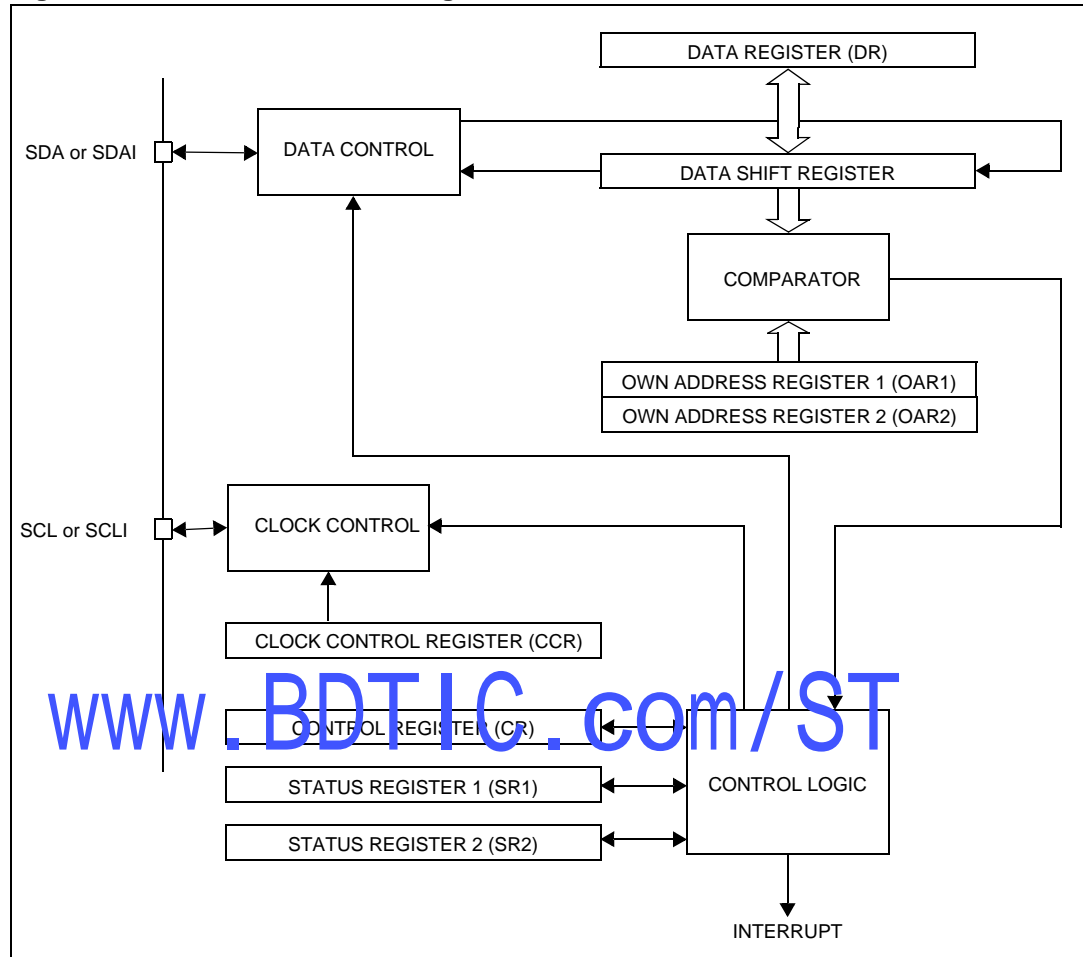 DATA REGISTER (DR)
SDA or SDAI
DATA CONTROL
DATA SHIFT REGISTER
COMPARATOR
OWN ADDRESS REGISTER 1 (OAR1)
OWN ADDRESS REGISTER 2 (OAR2)
SCL or SCLI
CLOCK CONTROL
CLOCK CONTROL REGISTER (CCR)
www.BDTIC.com/ST
CONTROL REGISTER (CR)
STATUS REGISTER 1 (SR1)
CONTROL LOGIC
STATUS REGISTER 2 (SR2)
INTERRUPT